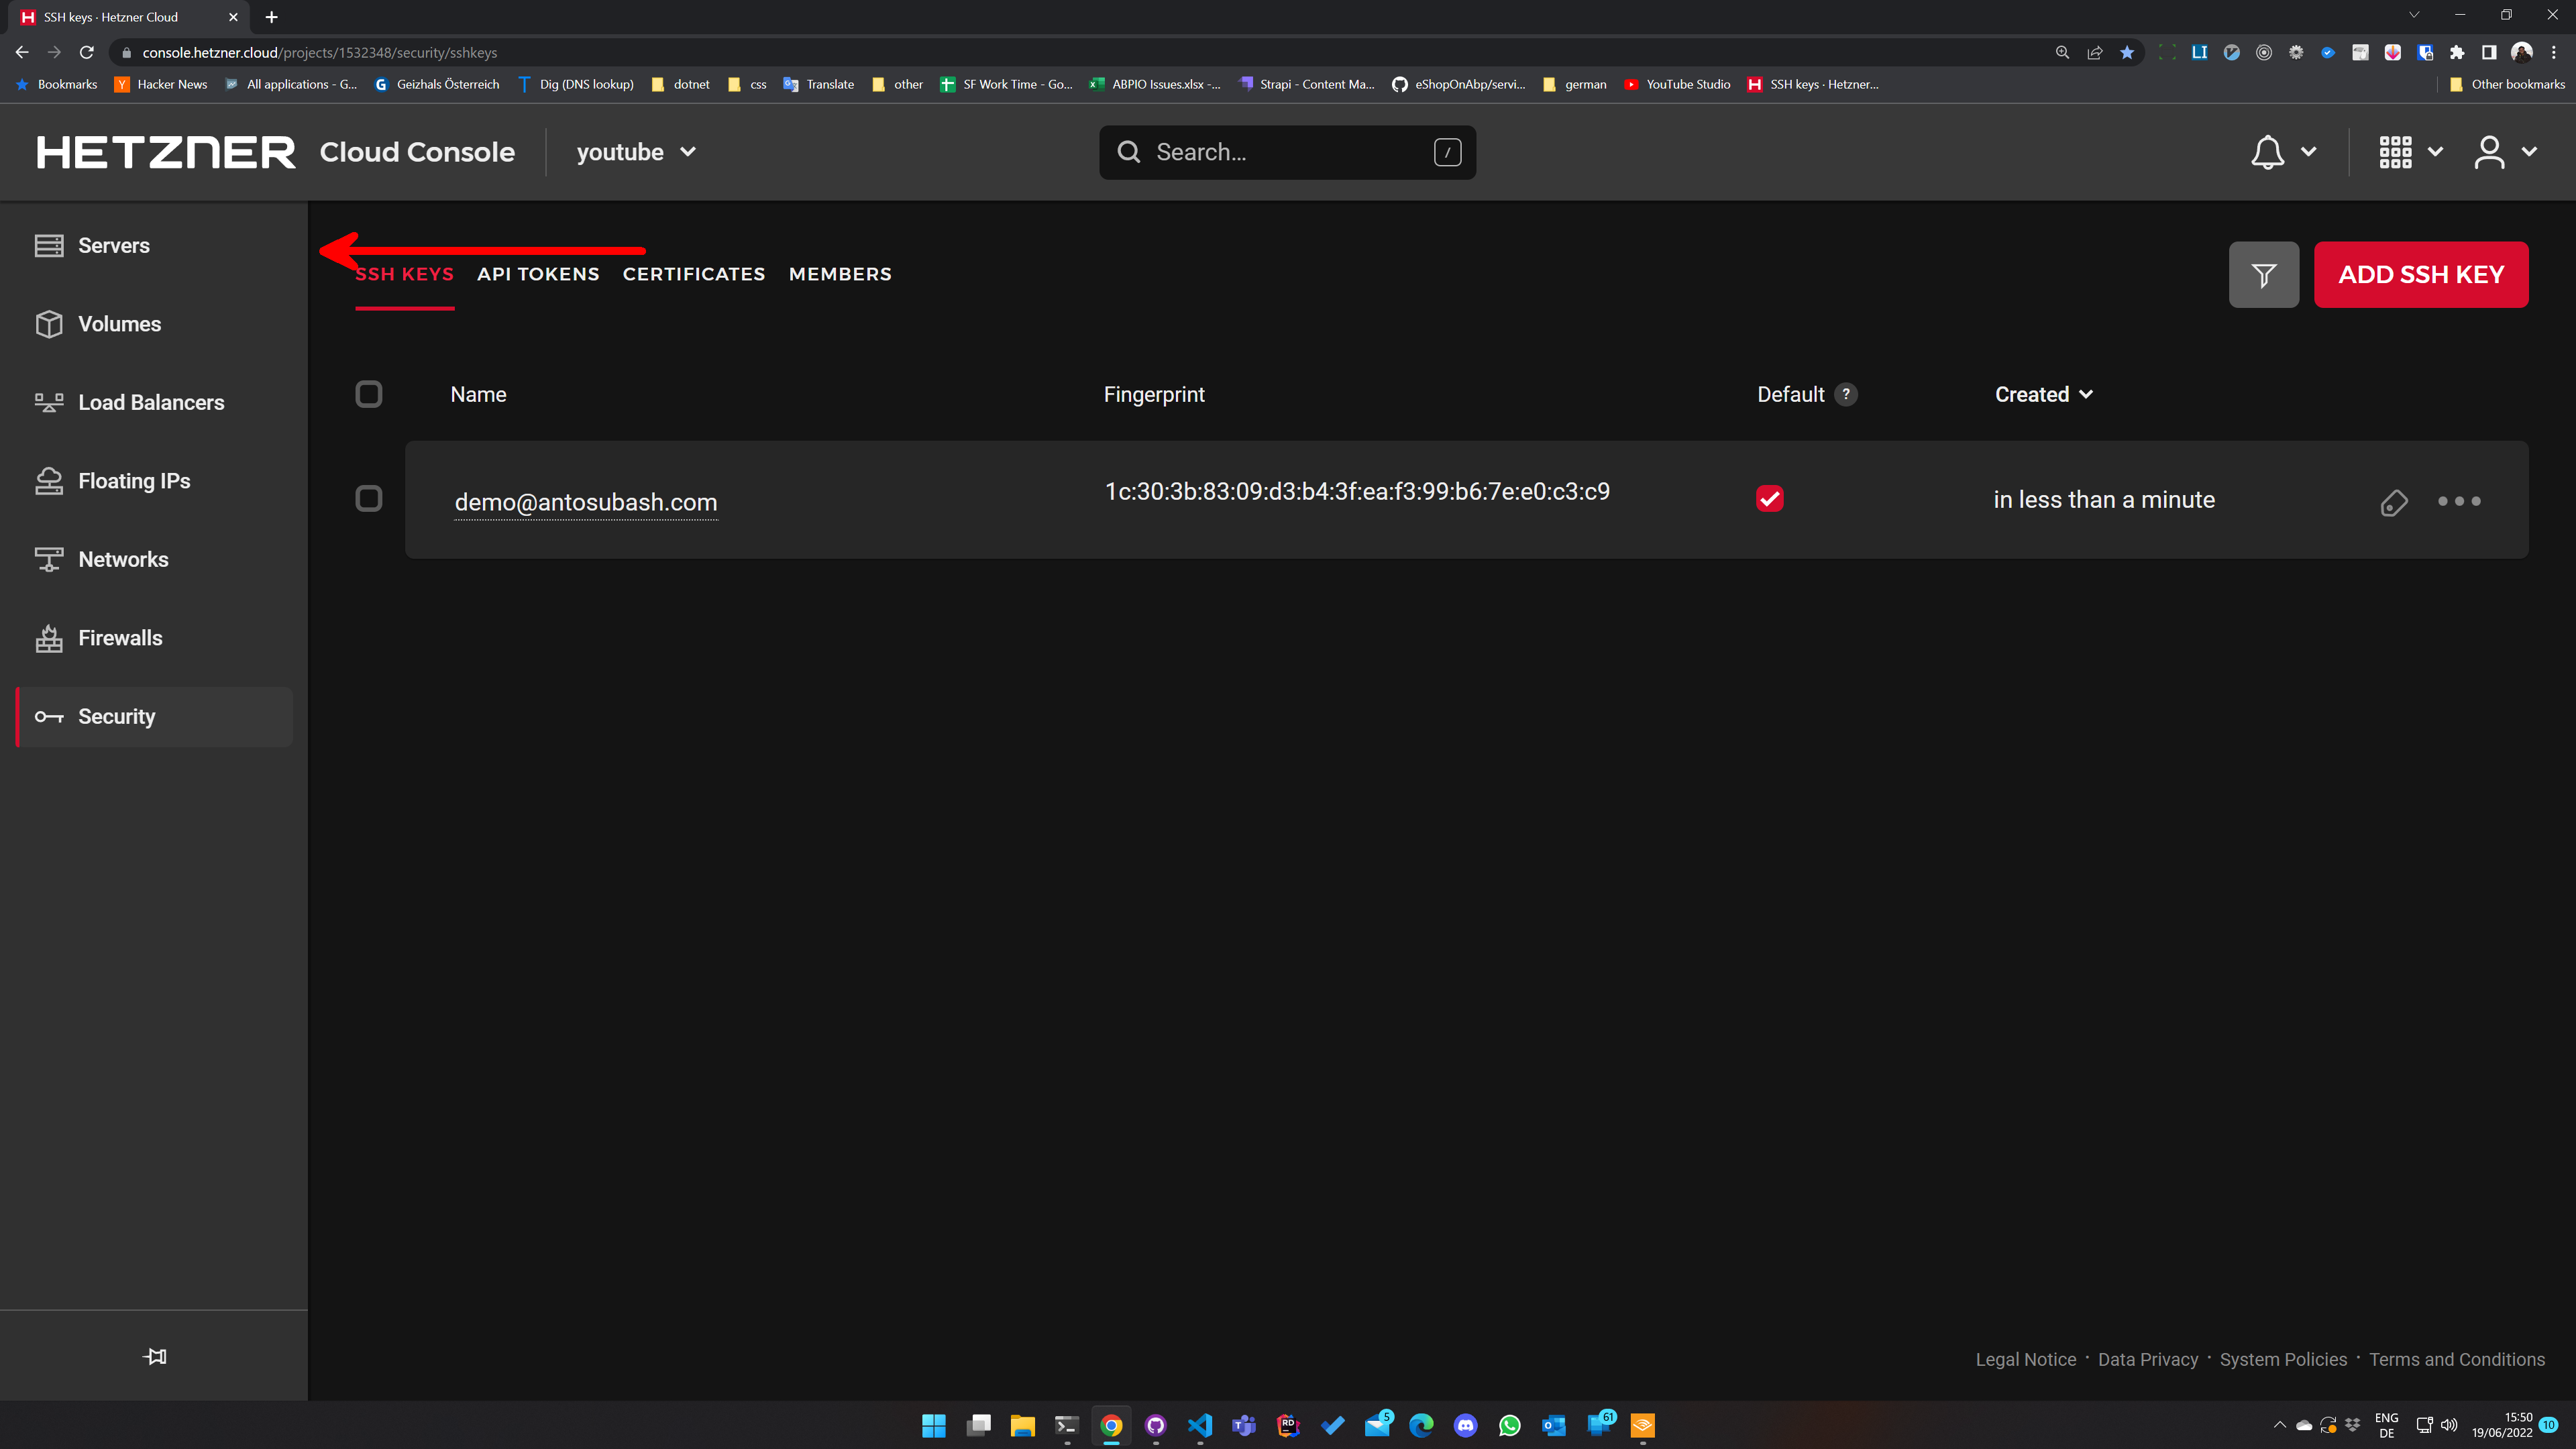 SSH keys · Hetzner Cloud
console.hetzner.cloud/projects/1532348/security/sshkeys
Bookmarks
Hacker News
All applications - G...
Geizhals Österreich
Dig (DNS lookup)
dotnet
css
Translate
other
SF Work Time - Go...
ABPIO Issues.xlsx -...
Strapi - Content Ma...
eShopOnAbp/servi...
german
YouTube Studio
SSH keys · Hetzner...
Other bookmarks
HETZNER Cloud Console
youtube
Search...
/
Servers
Volumes
Load Balancers
Floating IPs
Networks
Firewalls
Security
SSH KEYS API TOKENS CERTIFICATES MEMBERS
ADD SSH KEY
Name Fingerprint Default ? Created
demo@antosubash.com 1c:30:3b:83:09:d3:b4:3f:ea:f3:99:b6:7e:e0:c3:c9 in less than a minute
Legal Notice · Data Privacy · System Policies · Terms and Conditions
5
61
ENG
DE
15:50
19/06/2022
10